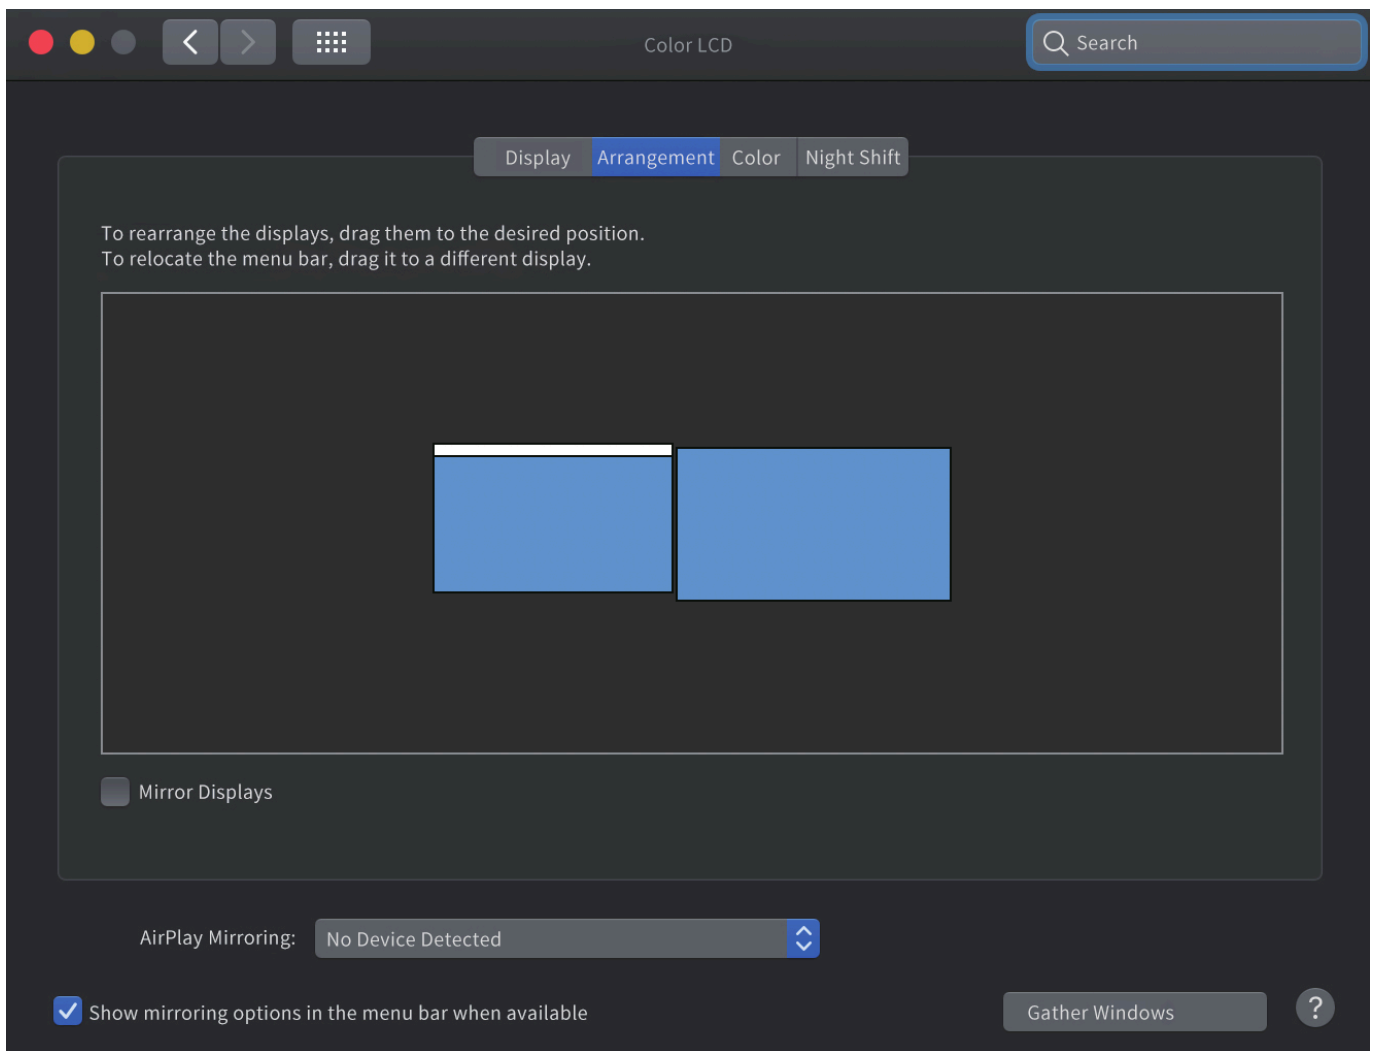 Color LCD
Search
Display
Arrangement
Color
Night Shift
To rearrange the displays, drag them to the desired position.
To relocate the menu bar, drag it to a different display.
Mirror Displays
AirPlay Mirroring:
No Device Detected
Show mirroring options in the menu bar when available
Gather Windows
?